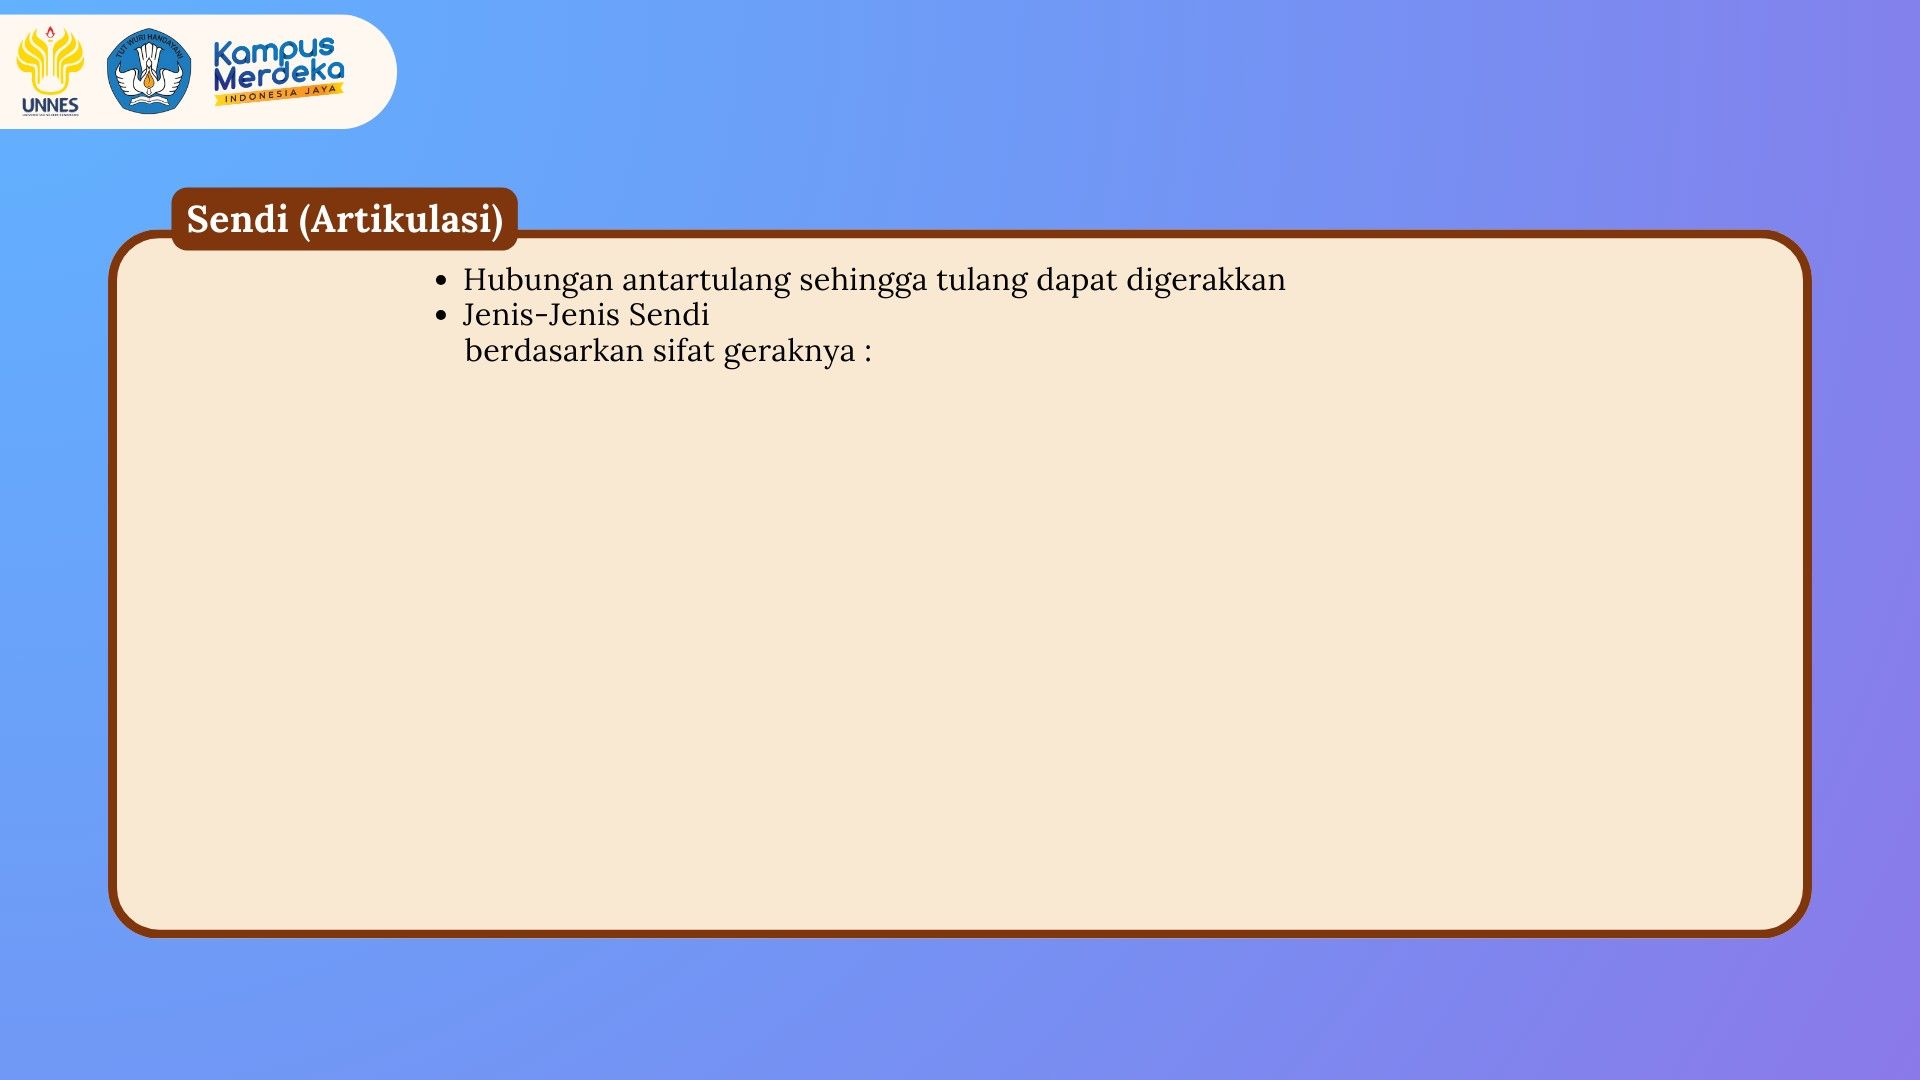 UNNES
TUT WURI HANDAYANI
Kampus
Merdeka
INDONESIA JAYA
Sendi (Artikulasi)
• Hubungan antartulang sehingga tulang dapat digerakkan
• Jenis-Jenis Sendi
berdasarkan sifat geraknya :